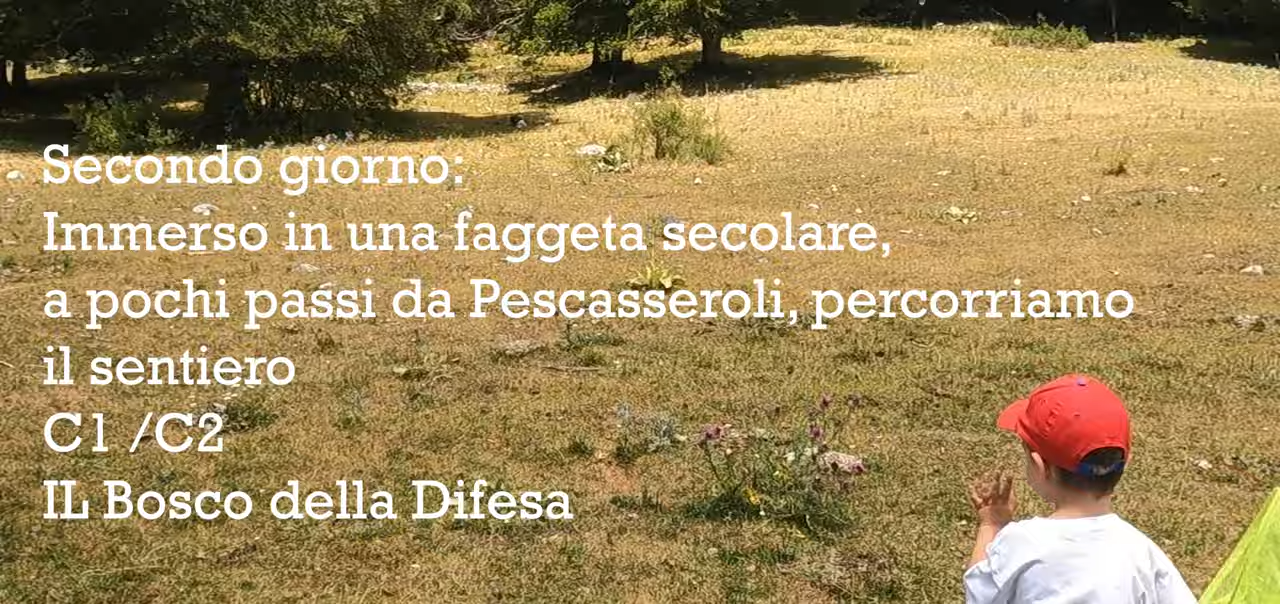 Secondo giorno:
Immerso in una faggeta secolare,
a pochi passi da Pescasseroli, percorriamo
il sentiero
C1 /C2
IL Bosco della Difesa